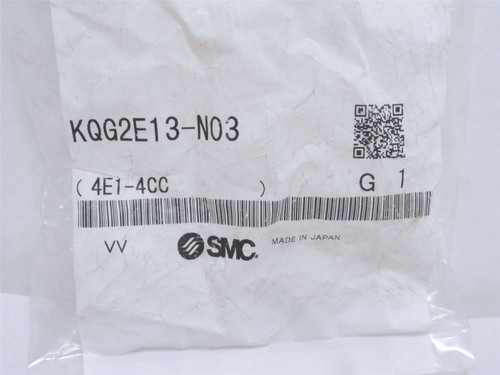 KQG2E13-N03
( 4E1-4CC ) G 1
VV SMC. MADE IN JAPAN